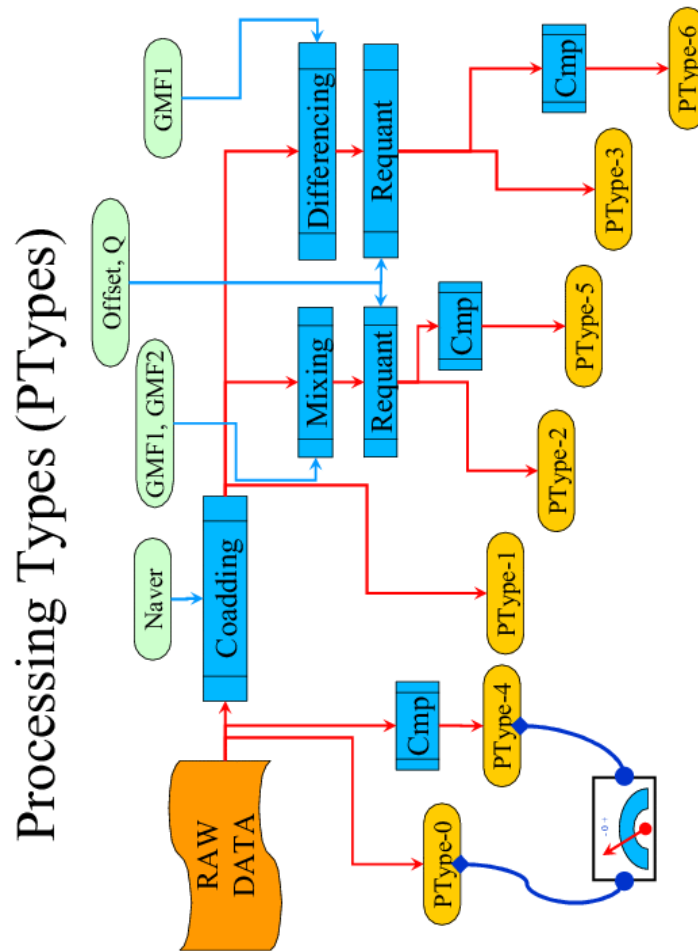 Processing Types (PTypes)
Naver
GMF1, GMF2
Offset, Q
GMF1
RAW
DATA
Coadding
Mixing
Differencing
Requant
Requant
Cmp
Cmp
Cmp
PType-0
PType-4
PType-1
PType-2
PType-5
PType-3
PType-6
- 0 +